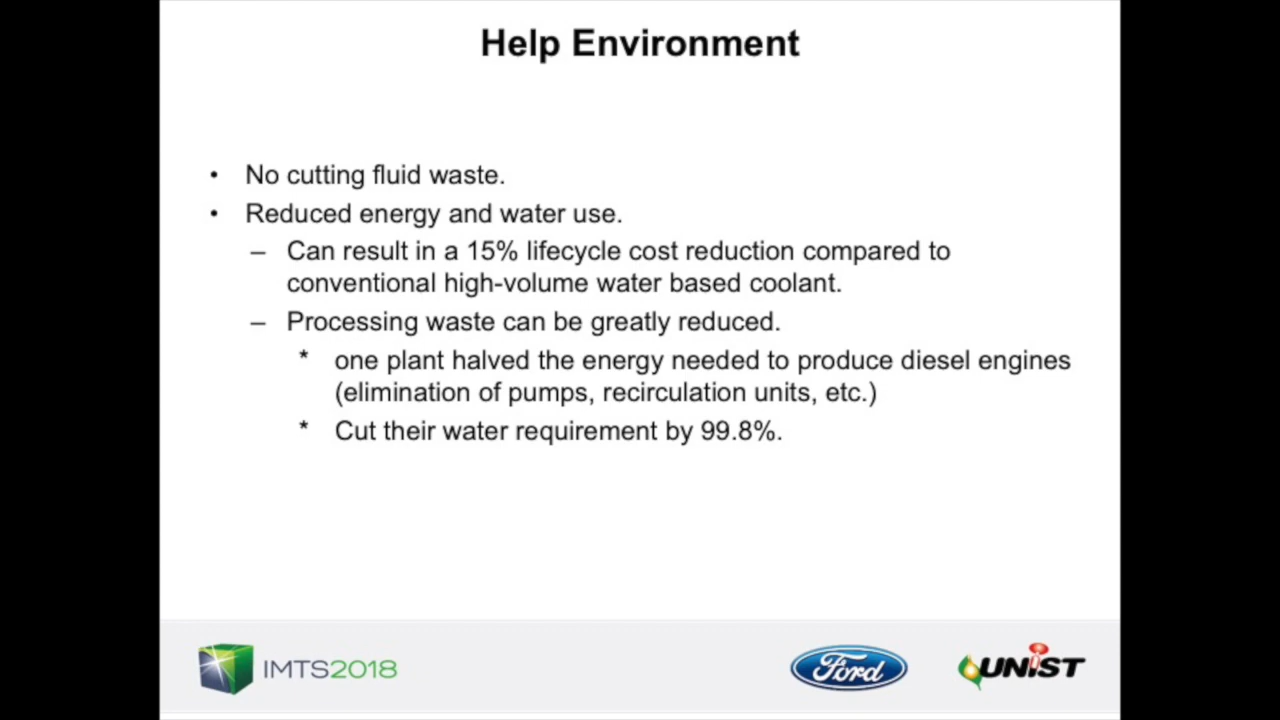 Help Environment
• No cutting fluid waste.
• Reduced energy and water use.
– Can result in a 15% lifecycle cost reduction compared to
conventional high-volume water based coolant.
– Processing waste can be greatly reduced.
* one plant halved the energy needed to produce diesel engines
(elimination of pumps, recirculation units, etc.)
* Cut their water requirement by 99.8%.
IMTS2018
Ford
UNIST